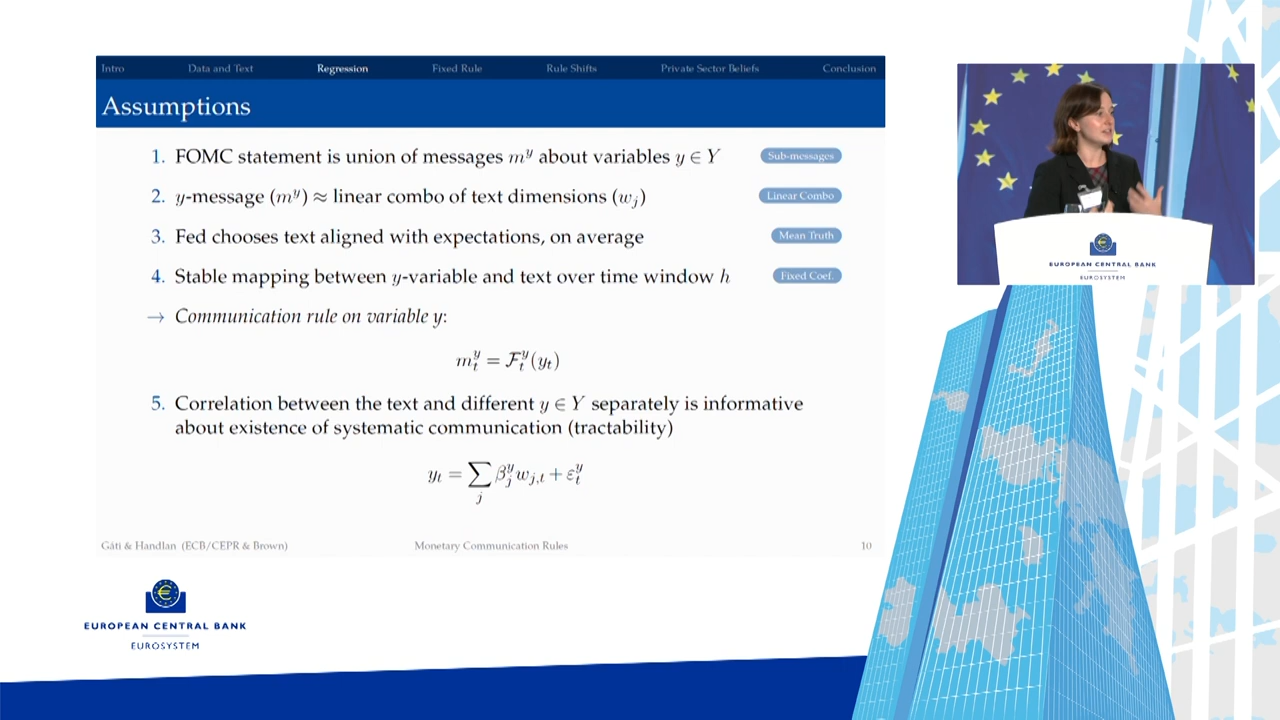 Intro Data and Text Regression Fixed Rule Rule Shifts Private Sector Beliefs Conclusion
Assumptions
1. FOMC statement is union of messages m^y about variables y ∈ Y Sub-messages
2. y-message (m^y) ≈ linear combo of text dimensions (w_j) Linear Combo
3. Fed chooses text aligned with expectations, on average Mean Truth
4. Stable mapping between y-variable and text over time window h Fixed Coef.
→ Communication rule on variable y:
m_t^y = F_t^y(y_t)
5. Correlation between the text and different y ∈ Y separately is informative
about existence of systematic communication (tractability)
y_t = ∑_j β_j^y w_{j,t} + ε_t^y
Gáti & Handlan (ECB/CEPR & Brown) Monetary Communication Rules 10
EUROPEAN CENTRAL BANK
EUROSYSTEM
EUROPEAN CENTRAL BANK
EUROSYSTEM